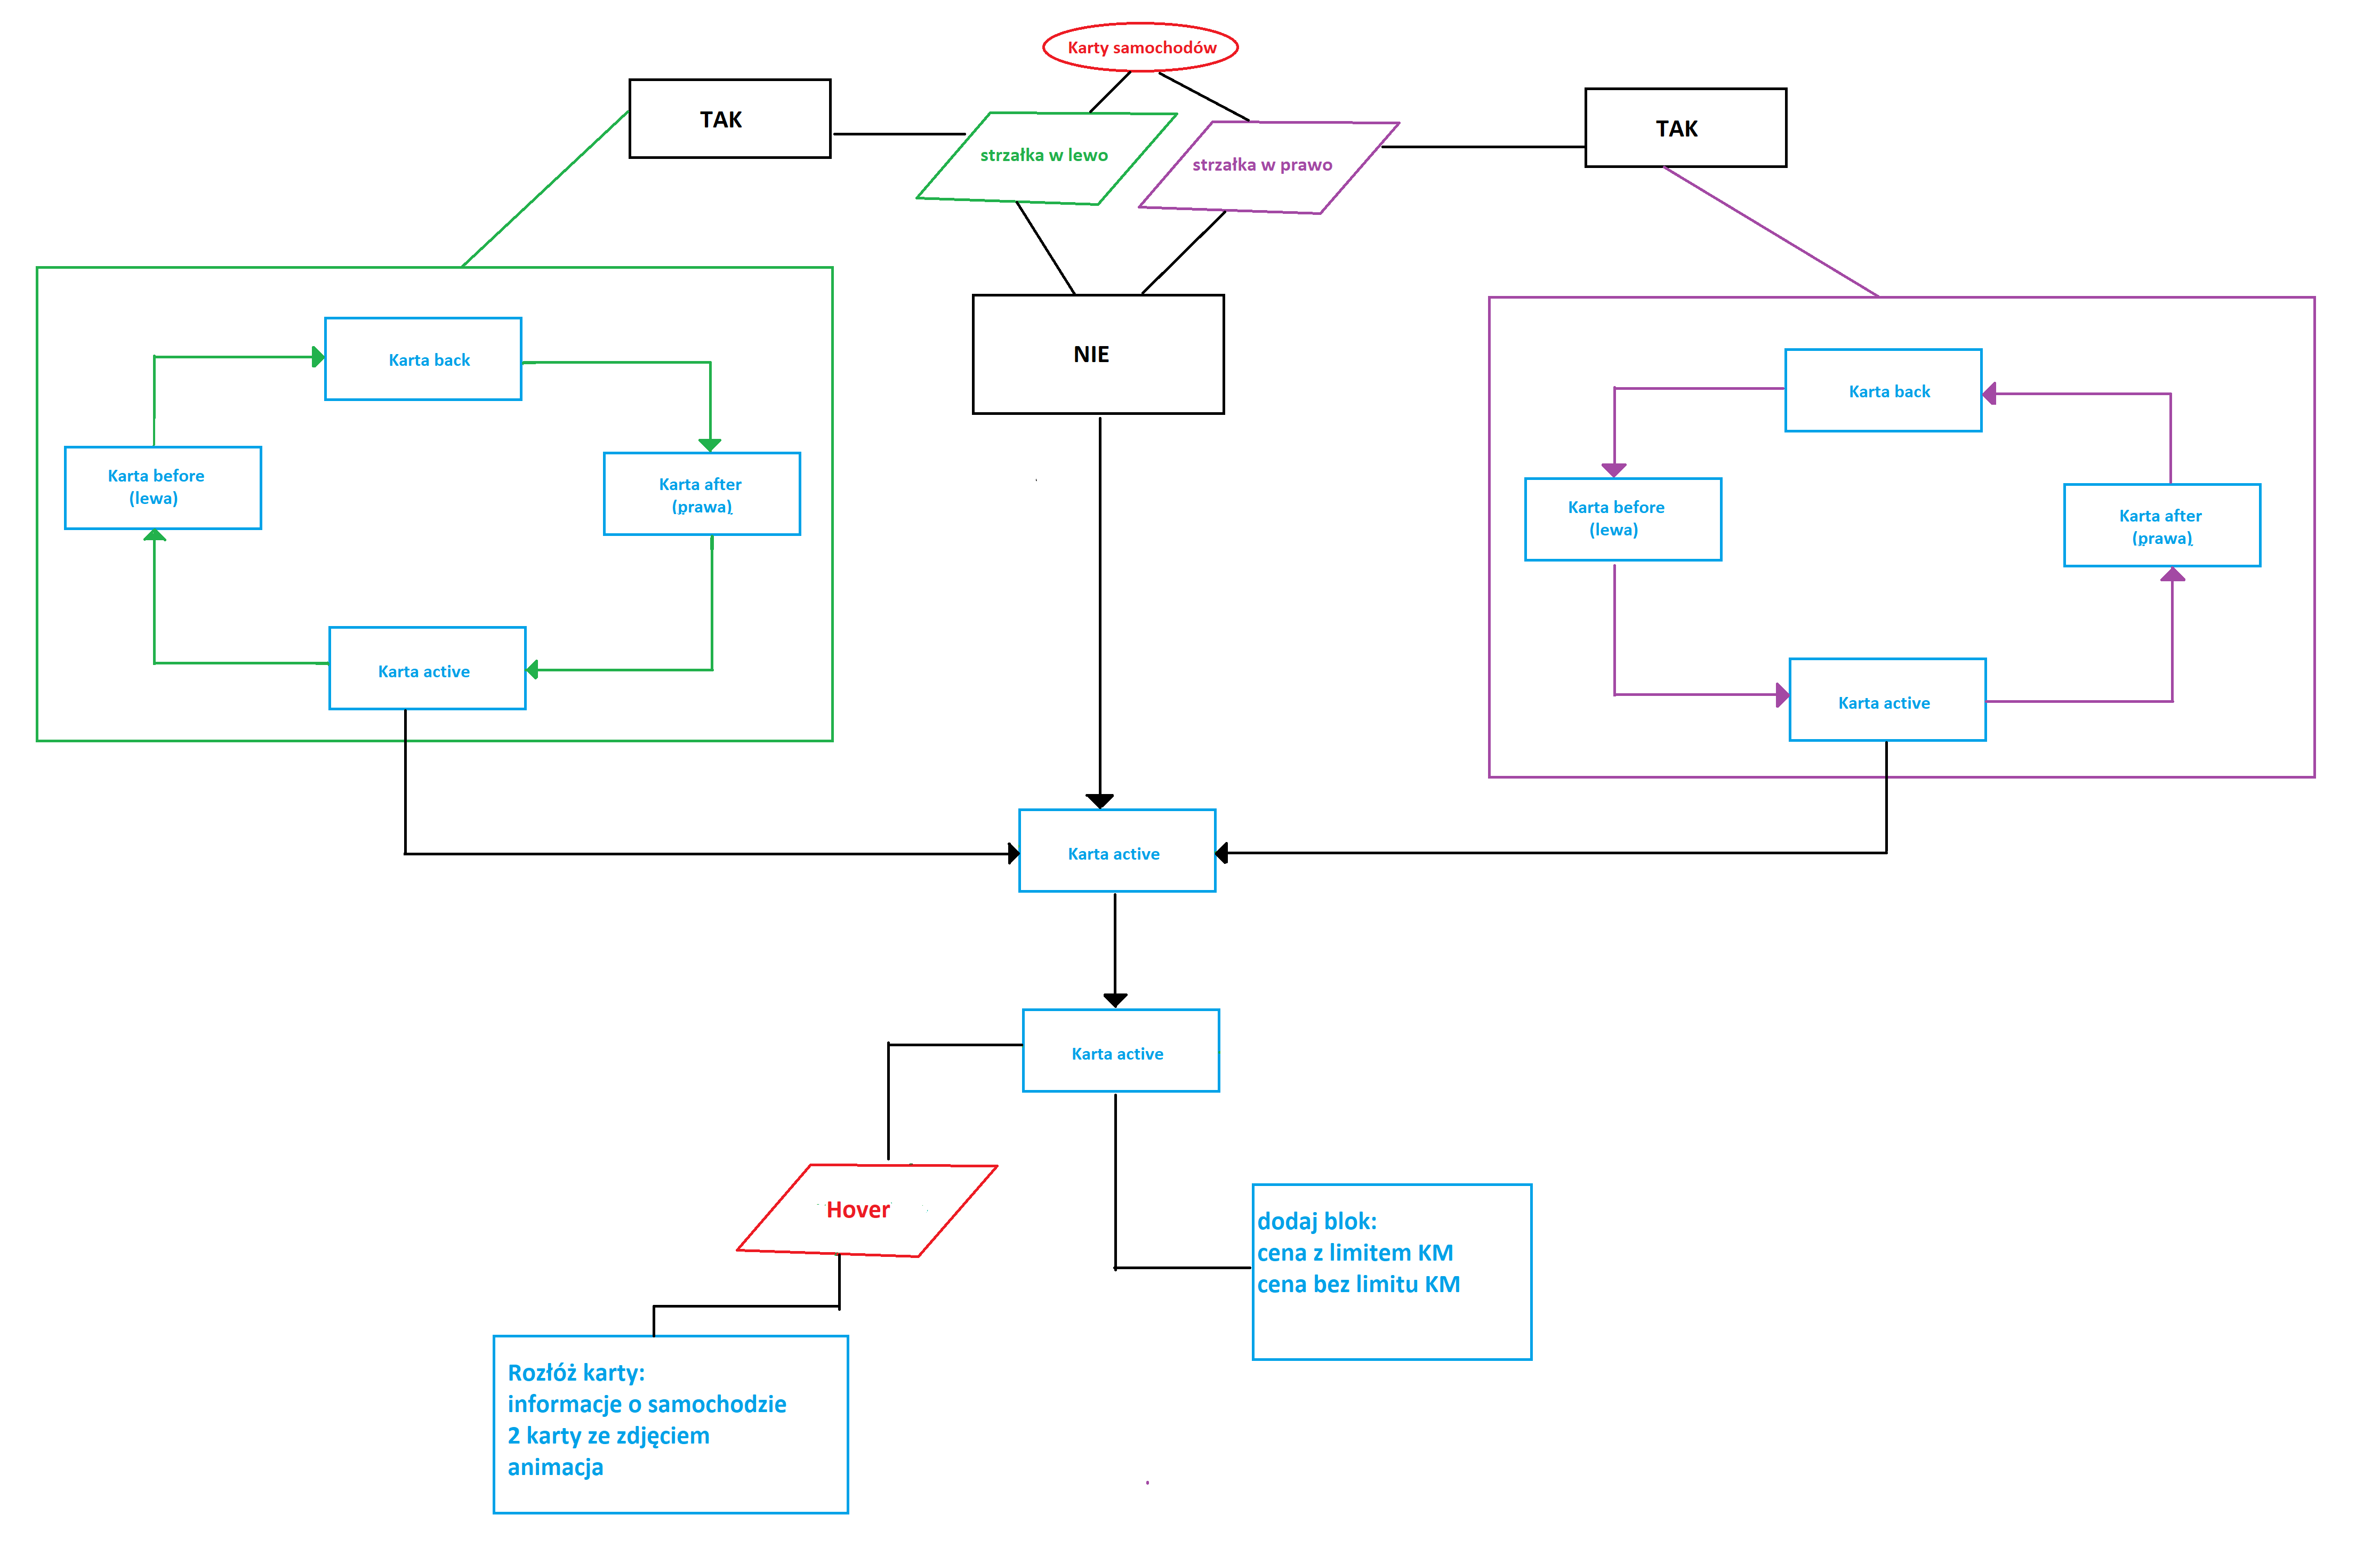 Karty samochodów
TAK
strzałka w lewo
strzałka w prawo
TAK
NIE
Karta back
Karta before
(lewa)
Karta after
(prawa)
Karta active
Karta back
Karta before
(lewa)
Karta after
(prawa)
Karta active
Karta active
Karta active
Hover
dodaj blok:
cena z limitem KM
cena bez limitu KM
Rozłóż karty:
informacje o samochodzie
2 karty ze zdjęciem
animacja